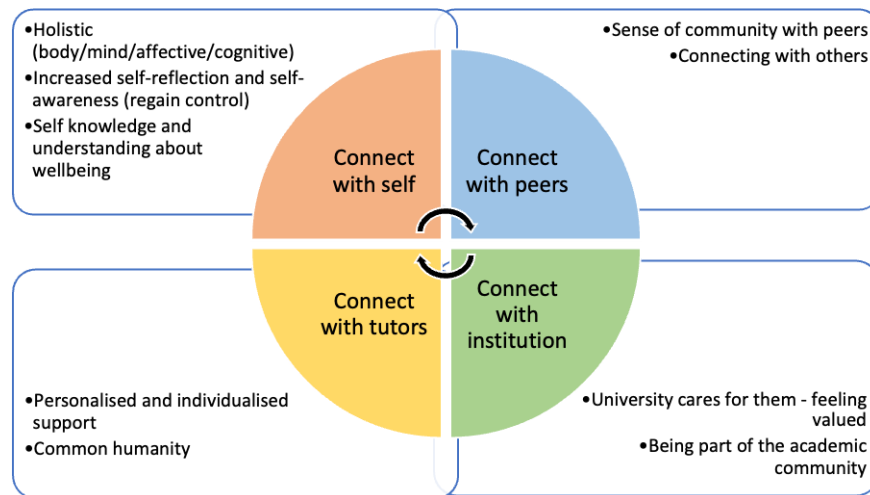 •Holistic
(body/mind/affective/cognitive)
•Increased self-reflection and self-
awareness (regain control)
•Self knowledge and
understanding about
wellbeing
•Sense of community with peers
•Connecting with others
Connect
with self
Connect
with peers
Connect
with tutors
Connect
with
institution
•Personalised and individualised
support
•Common humanity
•University cares for them - feeling
valued
•Being part of the academic
community